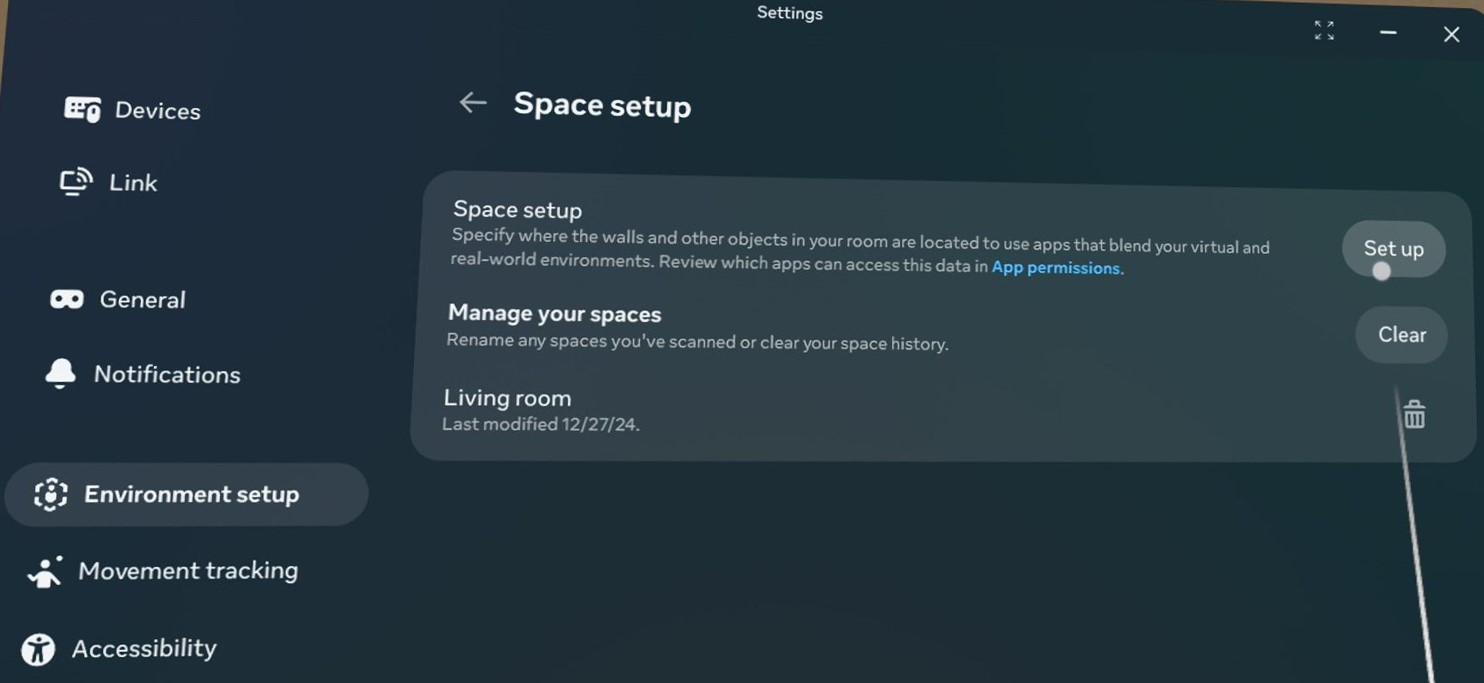 Settings
Devices
Link
General
Notifications
Environment setup
Movement tracking
Accessibility
Space setup
Space setup
Specify where the walls and other objects in your room are located to use apps that blend your virtual and
real-world environments. Review which apps can access this data in App permissions.
Set up
Manage your spaces
Rename any spaces you've scanned or clear your space history.
Clear
Living room
Last modified 12/27/24.